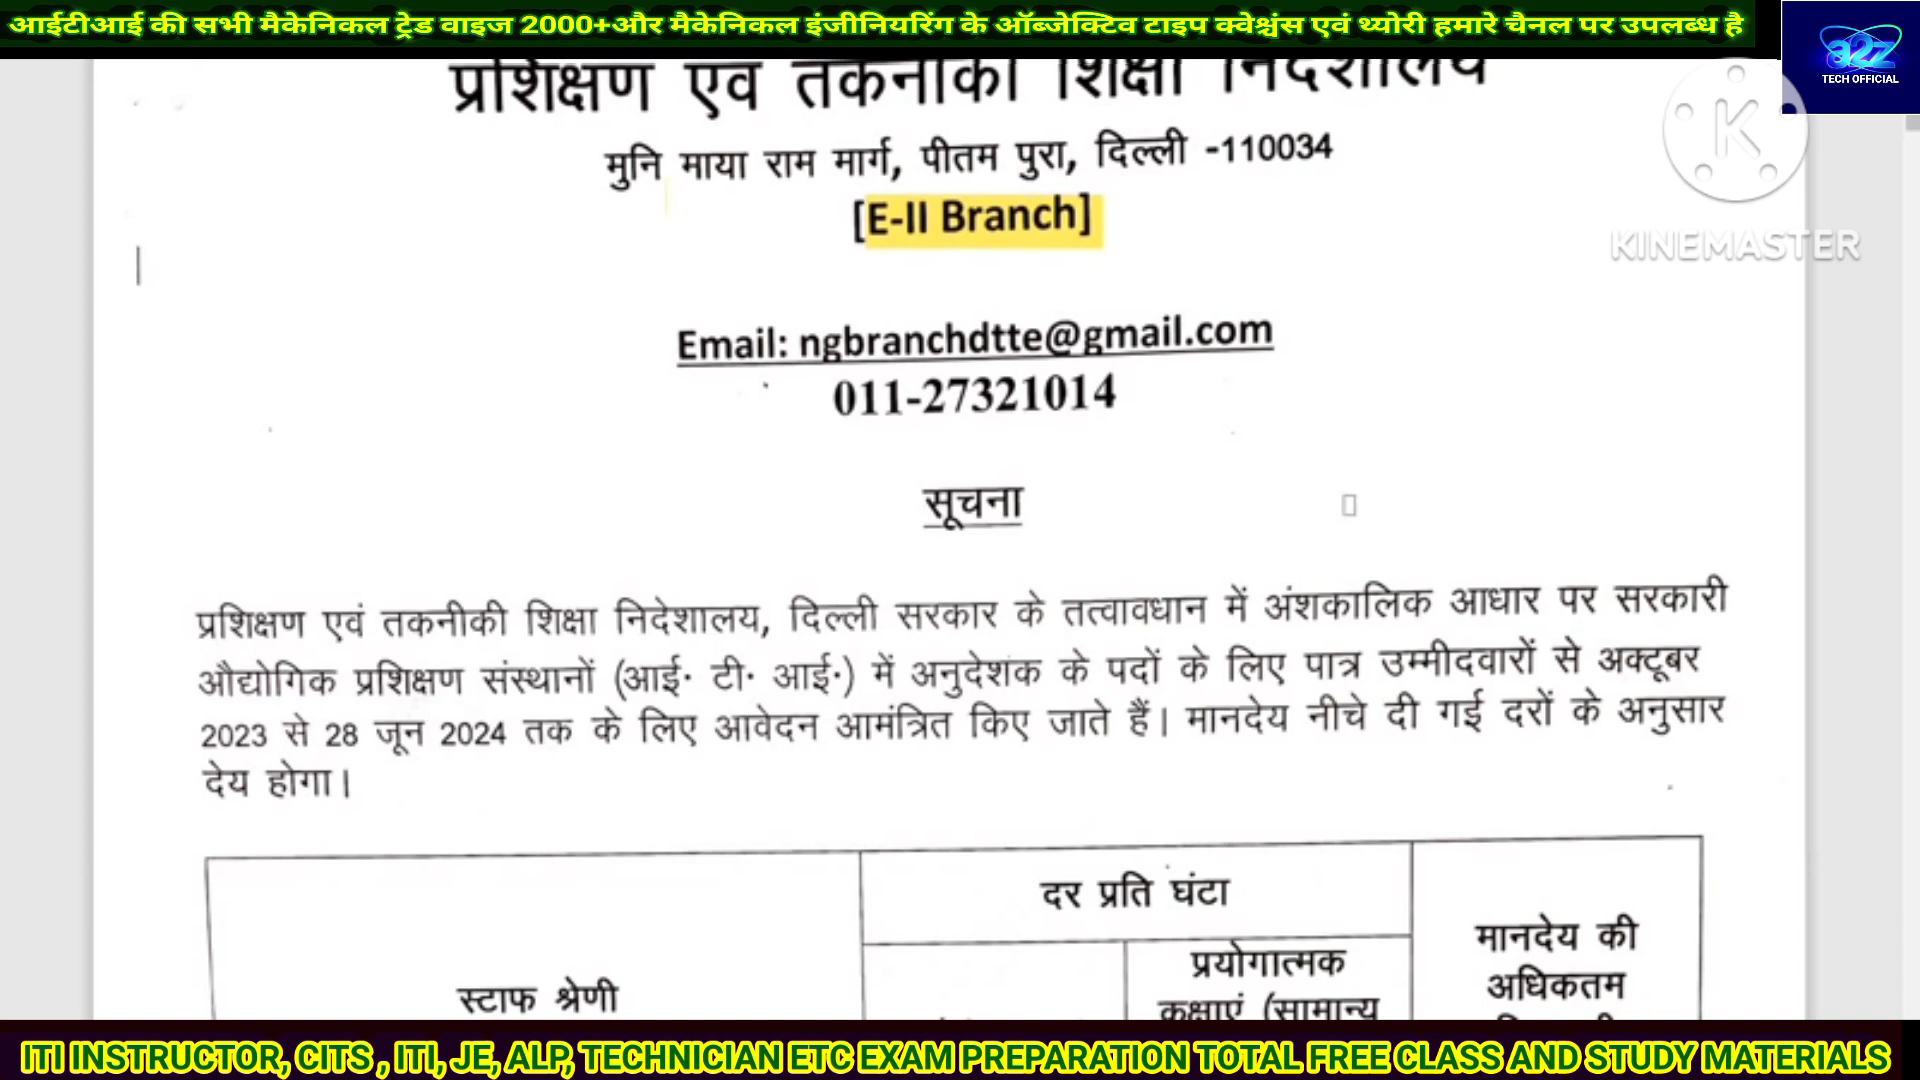 आईटीआई की सभी मैकेनिकल ट्रेड वाइज 2000+और मैकेनिकल इंजीनियरिंग के ऑब्जेक्टिव टाइप क्वेश्चंस एवं थ्योरी हमारे चैनल पर उपलब्ध है
a2z
TECH OFFICIAL
प्रशिक्षण एवं तकनीकी शिक्षा निदेशालय
मुनि माया राम मार्ग, पीतम पुरा, दिल्ली -110034
[E-II Branch]
K
KINEMASTER
Email: ngbranchdtte@gmail.com
011-27321014
सूचना
प्रशिक्षण एवं तकनीकी शिक्षा निदेशालय, दिल्ली सरकार के तत्वावधान में अंशकालिक आधार पर सरकारी
औद्योगिक प्रशिक्षण संस्थानों (आई॰ टी॰ आई॰) में अनुदेशक के पदों के लिए पात्र उम्मीदवारों से अक्टूबर
2023 से 28 जून 2024 तक के लिए आवेदन आमंत्रित किए जाते हैं। मानदेय नीचे दी गई दरों के अनुसार
देय होगा।
दर प्रति घंटा
मानदेय की
प्रयोगात्मक
अधिकतम
स्टाफ श्रेणी
कक्षाएं (सामान्य
ITI INSTRUCTOR, CITS , ITI, JE, ALP, TECHNICIAN ETC EXAM PREPARATION TOTAL FREE CLASS AND STUDY MATERIALS